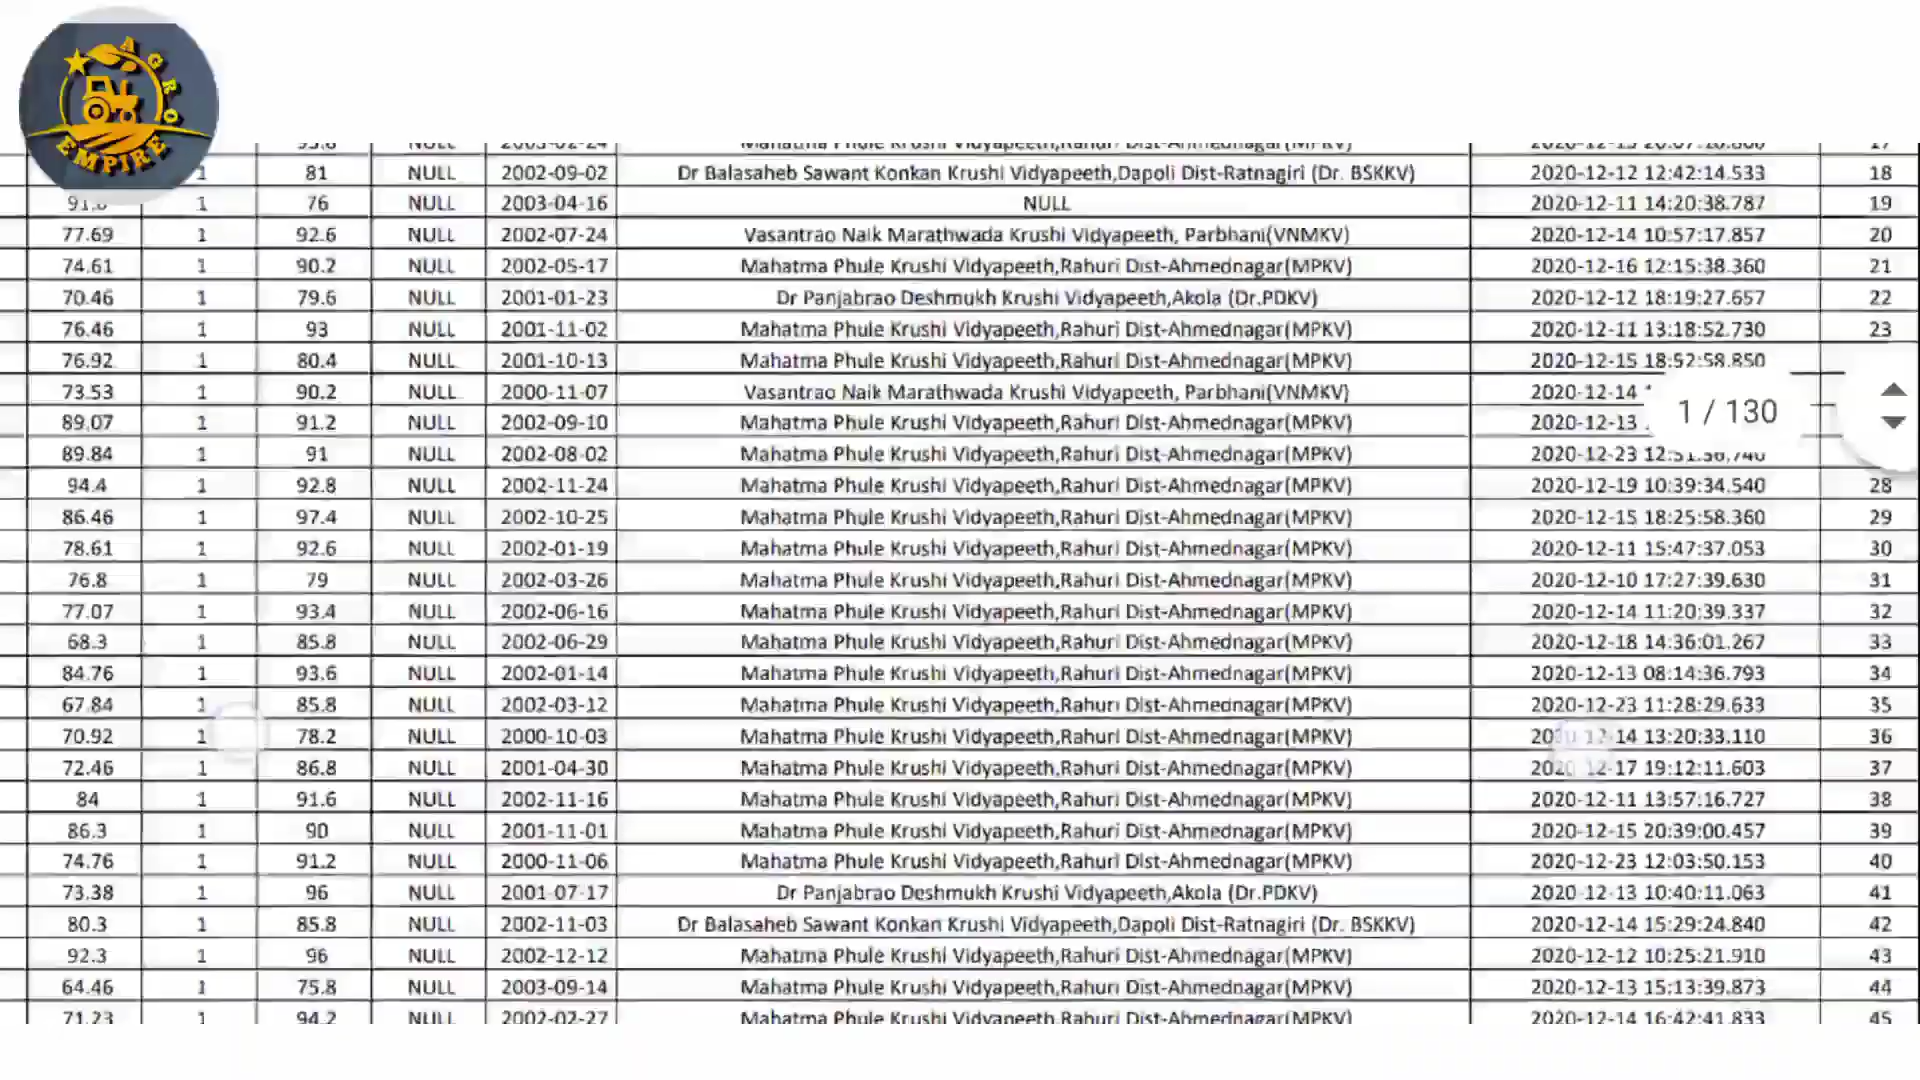 AGRO
EMPIRE
1 81 NULL 2002-09-02 Dr Balasaheb Sawant Konkan Krushi Vidyapeeth,Dapoli Dist-Ratnagiri (Dr. BSKKV) 2020-12-12 12:42:14.533 18
1 76 NULL 2003-04-16 NULL 2020-12-11 14:20:38.787 19
77.69 1 92.6 NULL 2002-07-24 Vasantrao Naik Marathwada Krushi Vidyapeeth, Parbhani(VNMKV) 2020-12-14 10:57:17.857 20
74.61 1 90.2 NULL 2002-05-17 Mahatma Phule Krushi Vidyapeeth,Rahuri Dist-Ahmednagar(MPKV) 2020-12-16 12:15:38.360 21
70.46 1 79.6 NULL 2001-01-23 Dr Panjabrao Deshmukh Krushi Vidyapeeth,Akola (Dr.PDKV) 2020-12-12 18:19:27.657 22
76.46 1 93 NULL 2001-11-02 Mahatma Phule Krushi Vidyapeeth,Rahuri Dist-Ahmednagar(MPKV) 2020-12-11 13:18:52.730 23
76.92 1 80.4 NULL 2001-10-13 Mahatma Phule Krushi Vidyapeeth,Rahuri Dist-Ahmednagar(MPKV) 2020-12-15 18:52:58.850
73.53 1 90.2 NULL 2000-11-07 Vasantrao Naik Marathwada Krushi Vidyapeeth, Parbhani(VNMKV) 2020-12-14
1 / 130
89.07 1 91.2 NULL 2002-09-10 Mahatma Phule Krushi Vidyapeeth,Rahuri Dist-Ahmednagar(MPKV) 2020-12-13
89.84 1 91 NULL 2002-08-02 Mahatma Phule Krushi Vidyapeeth,Rahuri Dist-Ahmednagar(MPKV) 2020-12-23
94.4 1 92.8 NULL 2002-11-24 Mahatma Phule Krushi Vidyapeeth,Rahuri Dist-Ahmednagar(MPKV) 2020-12-19 10:39:34.540 28
86.46 1 97.4 NULL 2002-10-25 Mahatma Phule Krushi Vidyapeeth,Rahuri Dist-Ahmednagar(MPKV) 2020-12-15 18:25:58.360 29
78.61 1 92.6 NULL 2002-01-19 Mahatma Phule Krushi Vidyapeeth,Rahuri Dist-Ahmednagar(MPKV) 2020-12-11 15:47:37.053 30
76.8 1 79 NULL 2002-03-26 Mahatma Phule Krushi Vidyapeeth,Rahuri Dist-Ahmednagar(MPKV) 2020-12-10 17:27:39.630 31
77.07 1 93.4 NULL 2002-06-16 Mahatma Phule Krushi Vidyapeeth,Rahuri Dist-Ahmednagar(MPKV) 2020-12-14 11:20:39.337 32
68.3 1 85.8 NULL 2002-06-29 Mahatma Phule Krushi Vidyapeeth,Rahuri Dist-Ahmednagar(MPKV) 2020-12-18 14:36:01.267 33
84.76 1 93.6 NULL 2002-01-14 Mahatma Phule Krushi Vidyapeeth,Rahuri Dist-Ahmednagar(MPKV) 2020-12-13 08:14:36.793 34
67.84 1 85.8 NULL 2002-03-12 Mahatma Phule Krushi Vidyapeeth,Rahuri Dist-Ahmednagar(MPKV) 2020-12-23 11:28:29.633 35
70.92 1 78.2 NULL 2000-10-03 Mahatma Phule Krushi Vidyapeeth,Rahuri Dist-Ahmednagar(MPKV) 2020-12-14 13:20:33.110 36
72.46 1 86.8 NULL 2001-04-30 Mahatma Phule Krushi Vidyapeeth,Rahuri Dist-Ahmednagar(MPKV) 2020-12-17 19:12:11.603 37
84 1 91.6 NULL 2002-11-16 Mahatma Phule Krushi Vidyapeeth,Rahuri Dist-Ahmednagar(MPKV) 2020-12-11 13:57:16.727 38
86.3 1 90 NULL 2001-11-01 Mahatma Phule Krushi Vidyapeeth,Rahuri Dist-Ahmednagar(MPKV) 2020-12-15 20:39:00.457 39
74.76 1 91.2 NULL 2000-11-06 Mahatma Phule Krushi Vidyapeeth,Rahuri Dist-Ahmednagar(MPKV) 2020-12-23 12:03:50.153 40
73.38 1 96 NULL 2001-07-17 Dr Panjabrao Deshmukh Krushi Vidyapeeth,Akola (Dr.PDKV) 2020-12-13 10:40:11.063 41
80.3 1 85.8 NULL 2002-11-03 Dr Balasaheb Sawant Konkan Krushi Vidyapeeth,Dapoli Dist-Ratnagiri (Dr. BSKKV) 2020-12-14 15:29:24.840 42
92.3 1 96 NULL 2002-12-12 Mahatma Phule Krushi Vidyapeeth,Rahuri Dist-Ahmednagar(MPKV) 2020-12-12 10:25:21.910 43
64.46 1 75.8 NULL 2003-09-14 Mahatma Phule Krushi Vidyapeeth,Rahuri Dist-Ahmednagar(MPKV) 2020-12-13 15:13:39.873 44
71.23 1 94.2 NULL 2002-02-27 Mahatma Phule Krushi Vidyapeeth,Rahuri Dist-Ahmednagar(MPKV) 2020-12-14 16:42:41.833 45